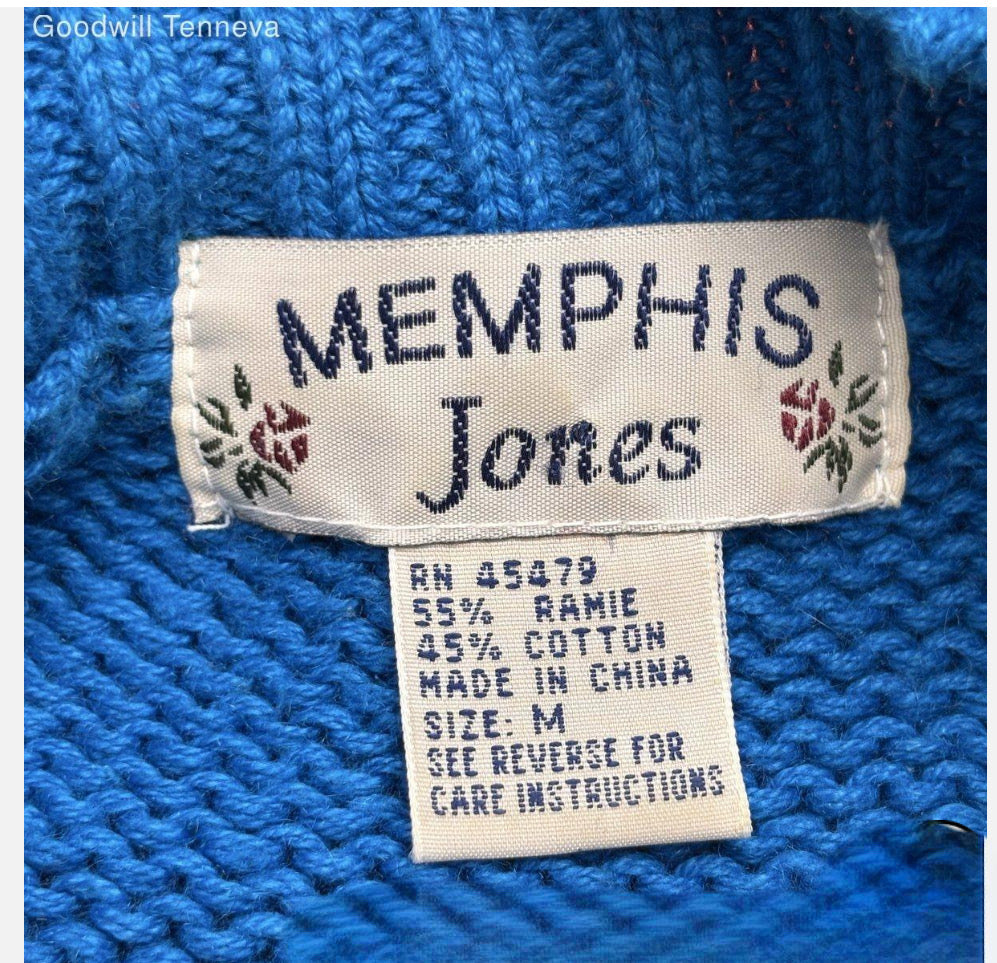 Goodwill Tenneva
MEMPHIS
Jones
RN 45479
55% RAMIE
45% COTTON
MADE IN CHINA
SIZE: M
SEE REVERSE FOR
CARE INSTRUCTIONS